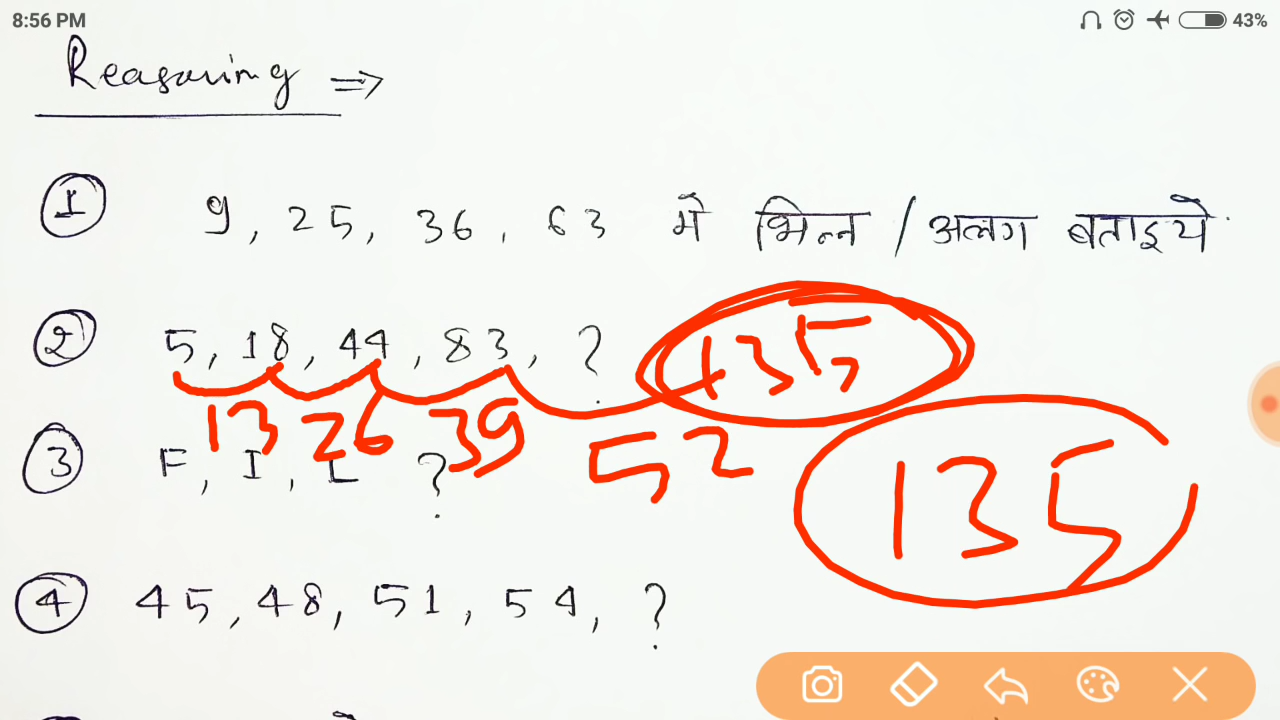 8:56 PM 43%
Reasoning ⇒
1 9, 25, 36, 63 में भिन्न / अलग बताइये
2 5, 18, 44, 83, ? 135
13 26 39 52
3 F, I, L ?
135
4 45, 48, 51, 54, ?